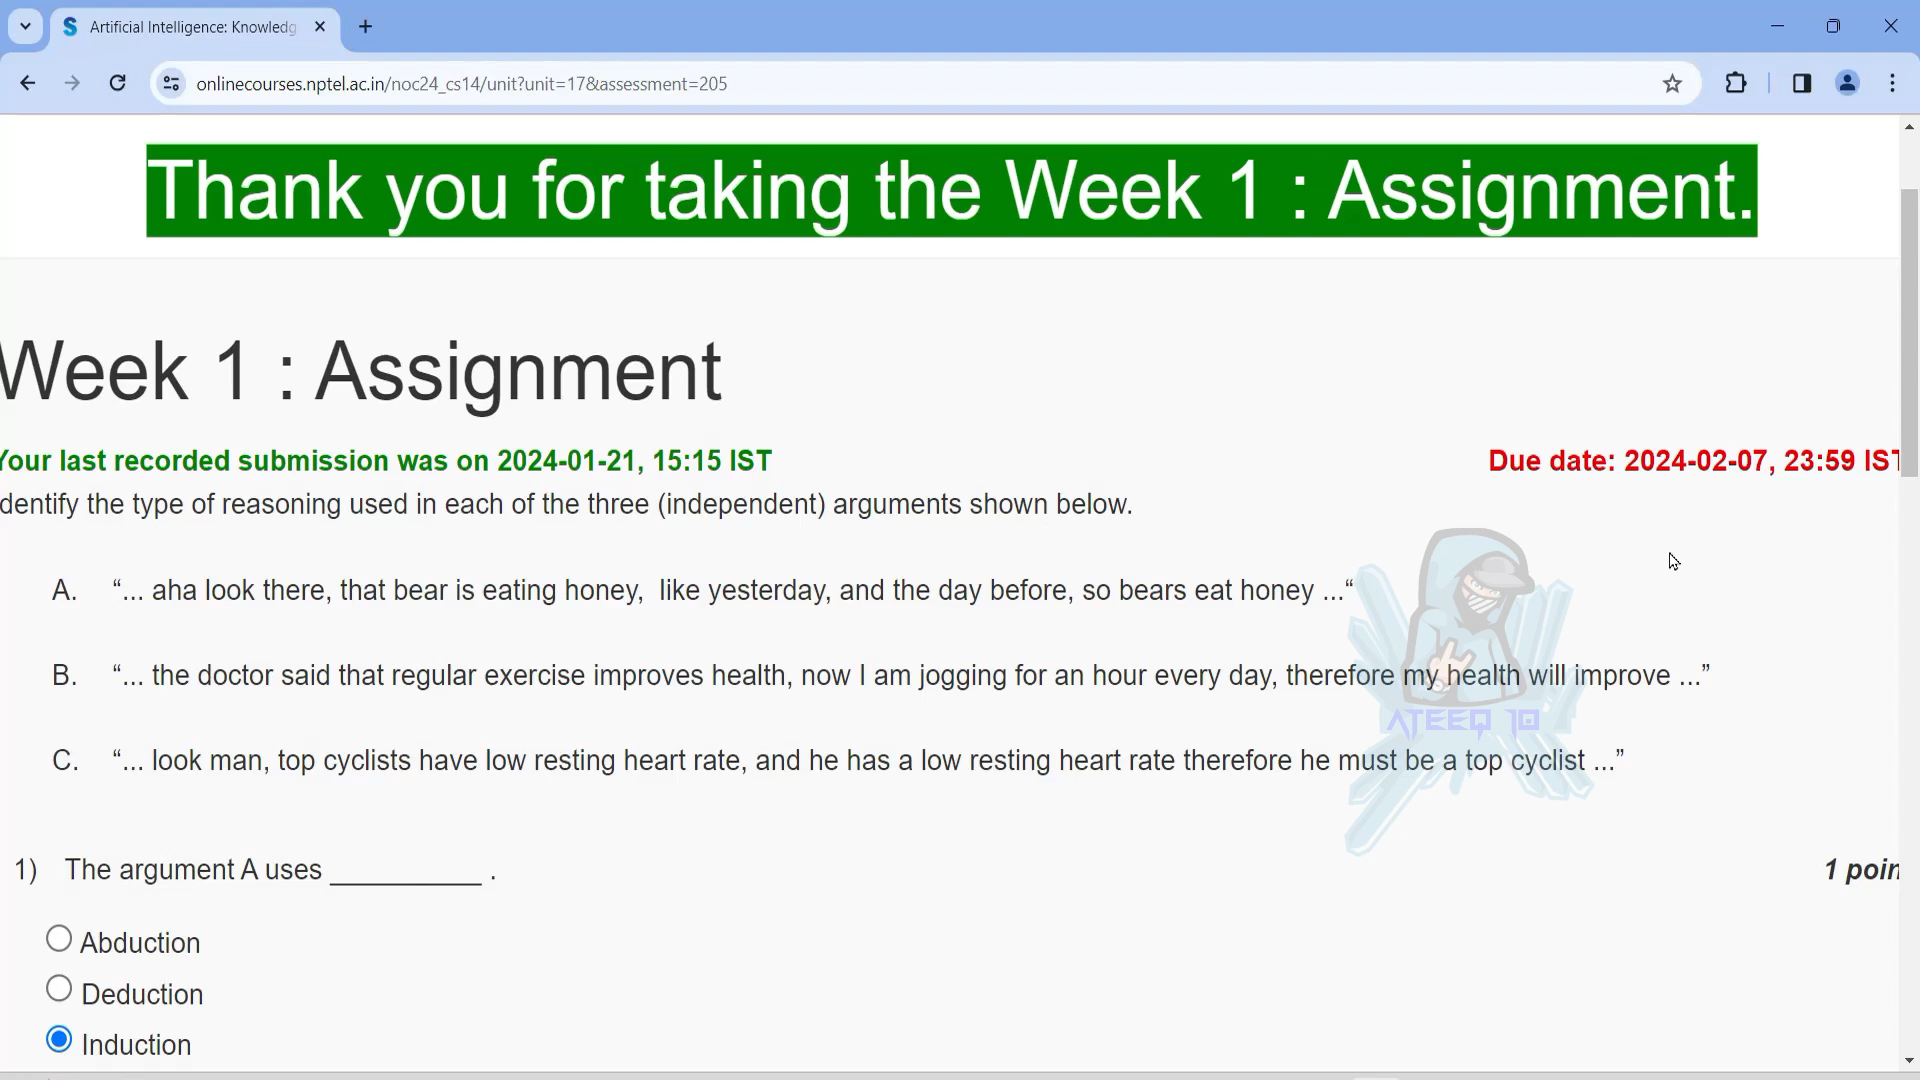 Artificial Intelligence: Knowledg
onlinecourses.nptel.ac.in/noc24_cs14/unit?unit=17&assessment=205
Thank you for taking the Week 1 : Assignment.
Week 1 : Assignment
Your last recorded submission was on 2024-01-21, 15:15 IST
Due date: 2024-02-07, 23:59 IST
dentify the type of reasoning used in each of the three (independent) arguments shown below.
A. “... aha look there, that bear is eating honey,  like yesterday, and the day before, so bears eat honey ...“
B. “... the doctor said that regular exercise improves health, now I am jogging for an hour every day, therefore my health will improve ...”
ATEEQ 10
C. “... look man, top cyclists have low resting heart rate, and he has a low resting heart rate therefore he must be a top cyclist ...”
1) The argument A uses __________ .
1 poin
Abduction
Deduction
Induction